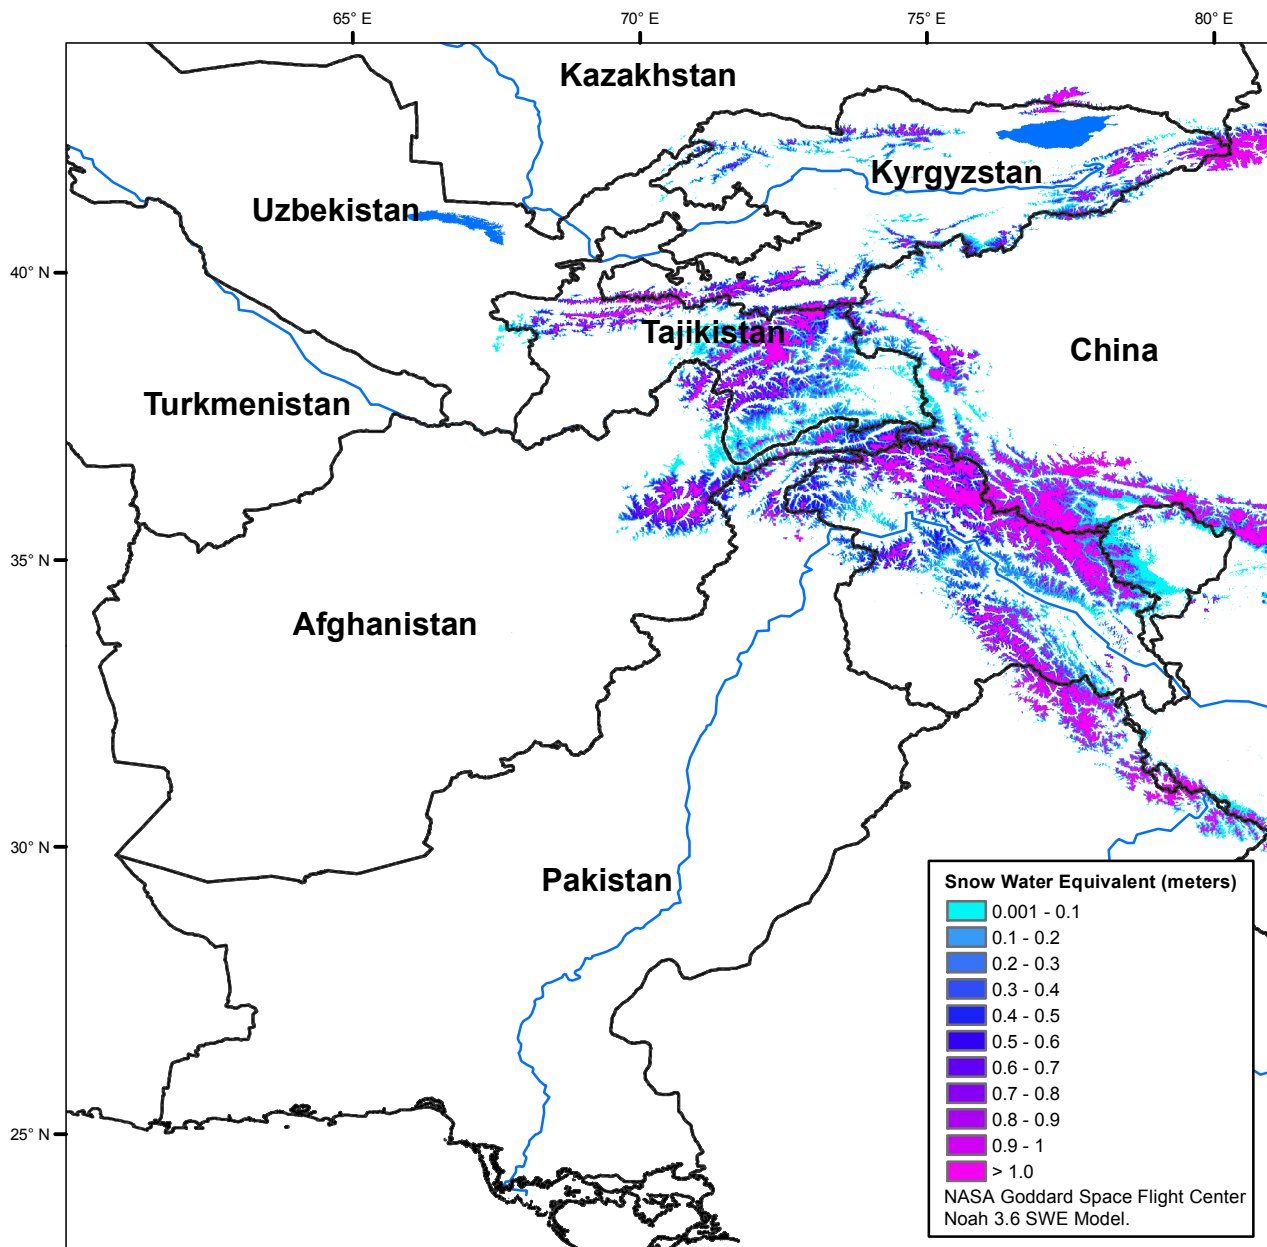 65° E
70° E
75° E
80° E
Kazakhstan
Kyrgyzstan
Uzbekistan
40° N
Tajikistan
China
Turkmenistan
35° N
Afghanistan
30° N
Pakistan
25° N
Snow Water Equivalent (meters)
0.001 - 0.1
0.1 - 0.2
0.2 - 0.3
0.3 - 0.4
0.4 - 0.5
0.5 - 0.6
0.6 - 0.7
0.7 - 0.8
0.8 - 0.9
0.9 - 1
> 1.0
NASA Goddard Space Flight Center
Noah 3.6 SWE Model.